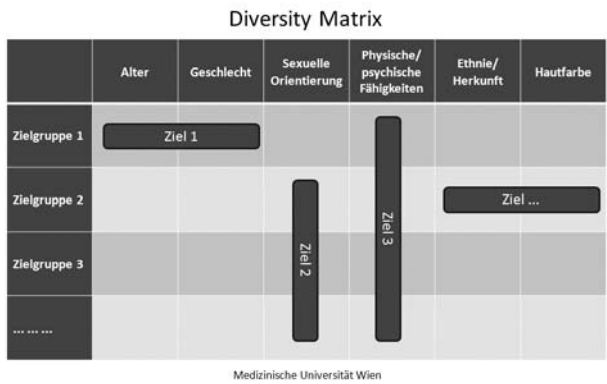 Diversity Matrix
Alter
Geschlecht
Sexuelle
Orientierung
Physische/
psychische
Fähigkeiten
Ethnie/
Herkunft
Hautfarbe
Zielgruppe 1
Ziel 1
Zielgruppe 2
Ziel ...
Zielgruppe 3
Ziel 2
Ziel 3
... ... ...
Medizinische Universität Wien